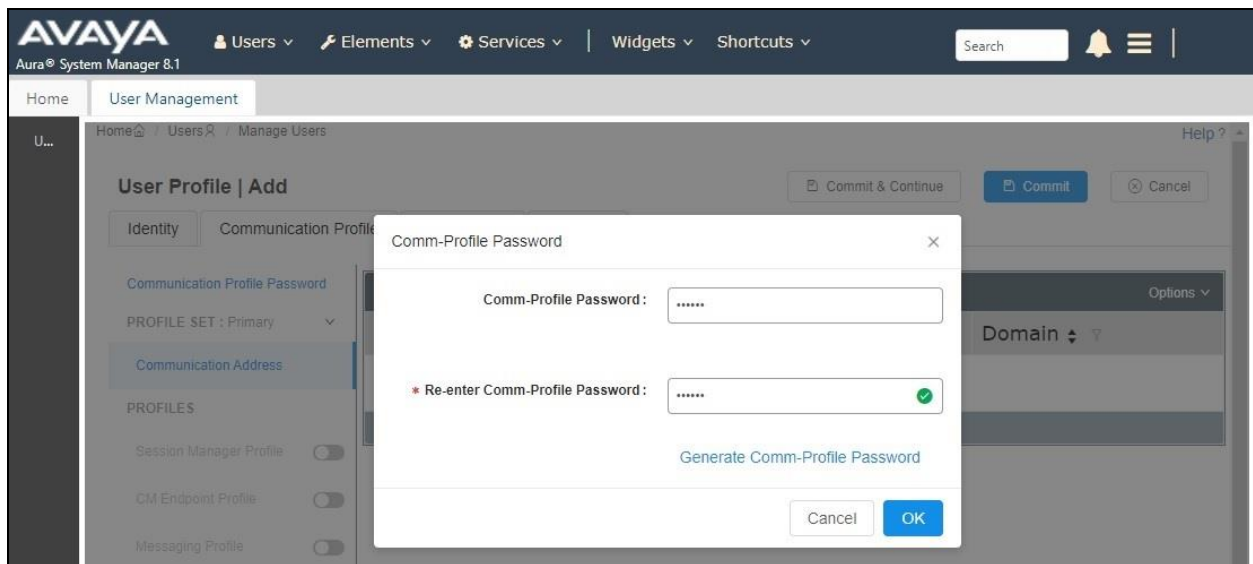 AVAYA
Aura® System Manager 8.1
Users Elements Services | Widgets Shortcuts Search
Home User Management
U...
Home / Users / Manage Users Help ?
User Profile | Add Commit & Continue Commit Cancel
Identity Communication Profile
Communication Profile Password Options
PROFILE SET : Primary
Domain
Communication Address
PROFILES
Session Manager Profile
CM Endpoint Profile
Messaging Profile
Comm-Profile Password
Comm-Profile Password : ••••••
* Re-enter Comm-Profile Password : ••••••
Generate Comm-Profile Password
Cancel OK